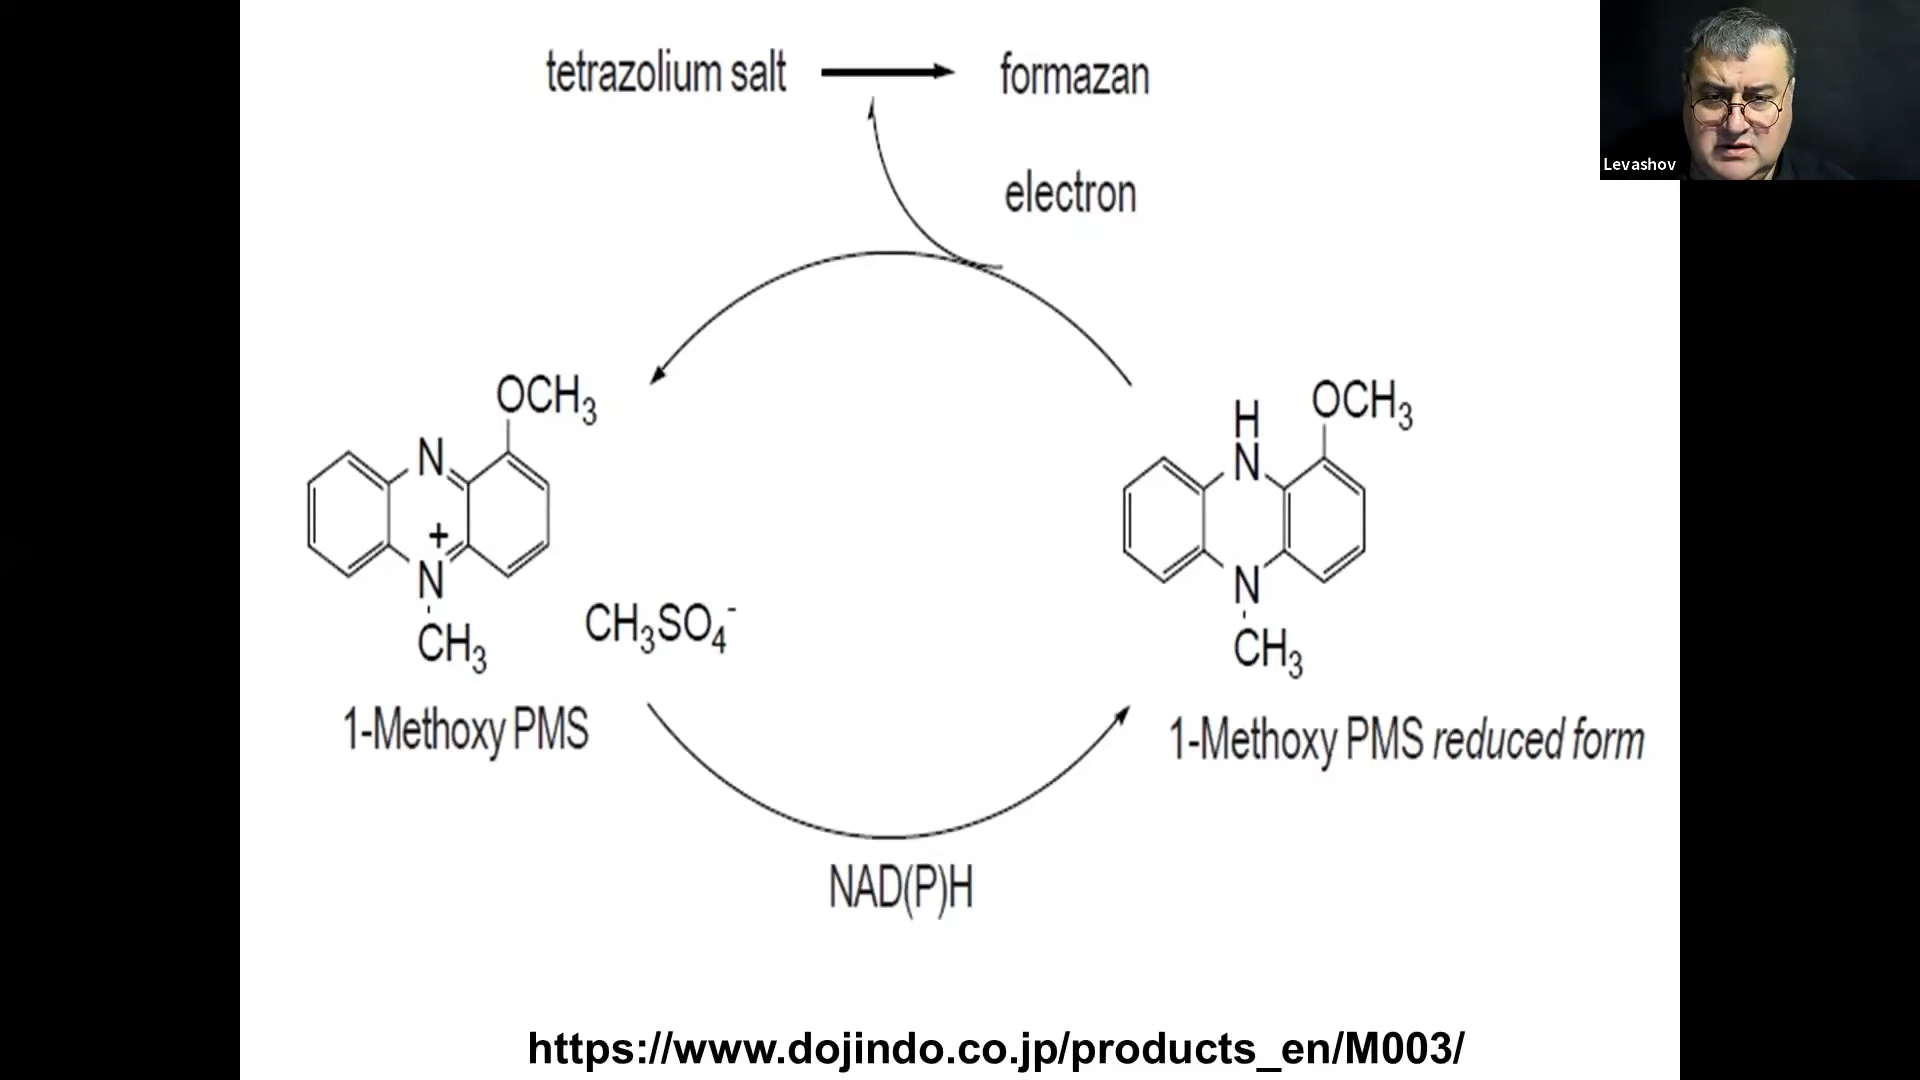 tetrazolium salt
formazan
Levashov
electron
OCH3
H
OCH3
N
N
+
N
N
CH3SO4-
CH3
CH3
1-Methoxy PMS
1-Methoxy PMS reduced form
NAD(P)H
https://www.dojindo.co.jp/products_en/M003/